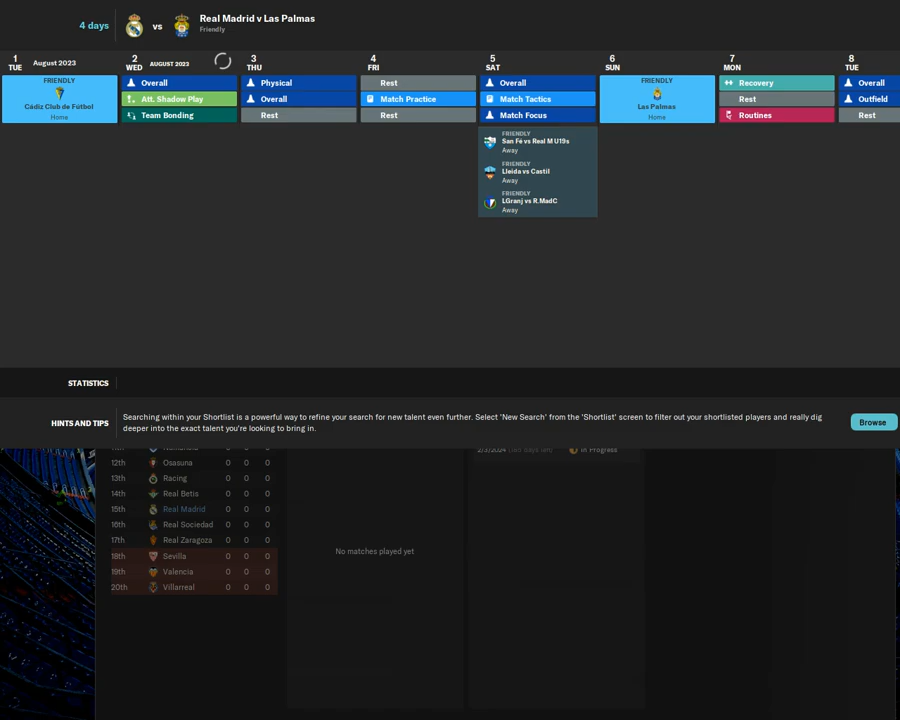 Real Madrid v Las Palmas
4 days
vs
Friendly
1
TUE
August 2023
2
WED
AUGUST 2023
3
THU
4
FRI
5
SAT
6
SUN
7
MON
8
TUE
FRIENDLY
Cádiz Club de Fútbol
Home
Overall
Att. Shadow Play
Team Bonding
Physical
Overall
Rest
Rest
Match Practice
Rest
Overall
Match Tactics
Match Focus
FRIENDLY
San Fé vs Real M U19s
Away
FRIENDLY
Lleida vs Castil
Away
FRIENDLY
LGranj vs R.MadC
Away
FRIENDLY
Las Palmas
Home
Recovery
Rest
Routines
Overall
Outfield
Rest
STATISTICS
HINTS AND TIPS
Searching within your Shortlist is a powerful way to refine your search for new talent even further. Select 'New Search' from the 'Shortlist' screen to filter out your shortlisted players and really dig
deeper into the exact talent you're looking to bring in.
Browse
12th Osasuna 0 0 0
13th Racing 0 0 0
14th Real Betis 0 0 0
15th Real Madrid 0 0 0
16th Real Sociedad 0 0 0
17th Real Zaragoza 0 0 0
18th Sevilla 0 0 0
19th Valencia 0 0 0
20th Villarreal 0 0 0
No matches played yet
In Progress